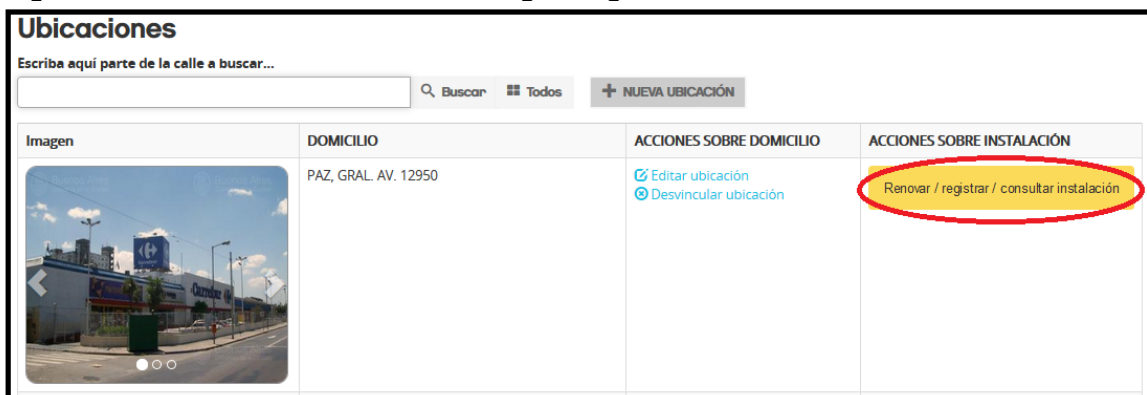 Ubicaciones
Escriba aquí parte de la calle a buscar...
Buscar Todos + NUEVA UBICACIÓN
Imagen DOMICILIO ACCIONES SOBRE DOMICILIO ACCIONES SOBRE INSTALACIÓN
PAZ, GRAL. AV. 12950 Editar ubicación Renovar / registrar / consultar instalación
Desvincular ubicación
Carrefour